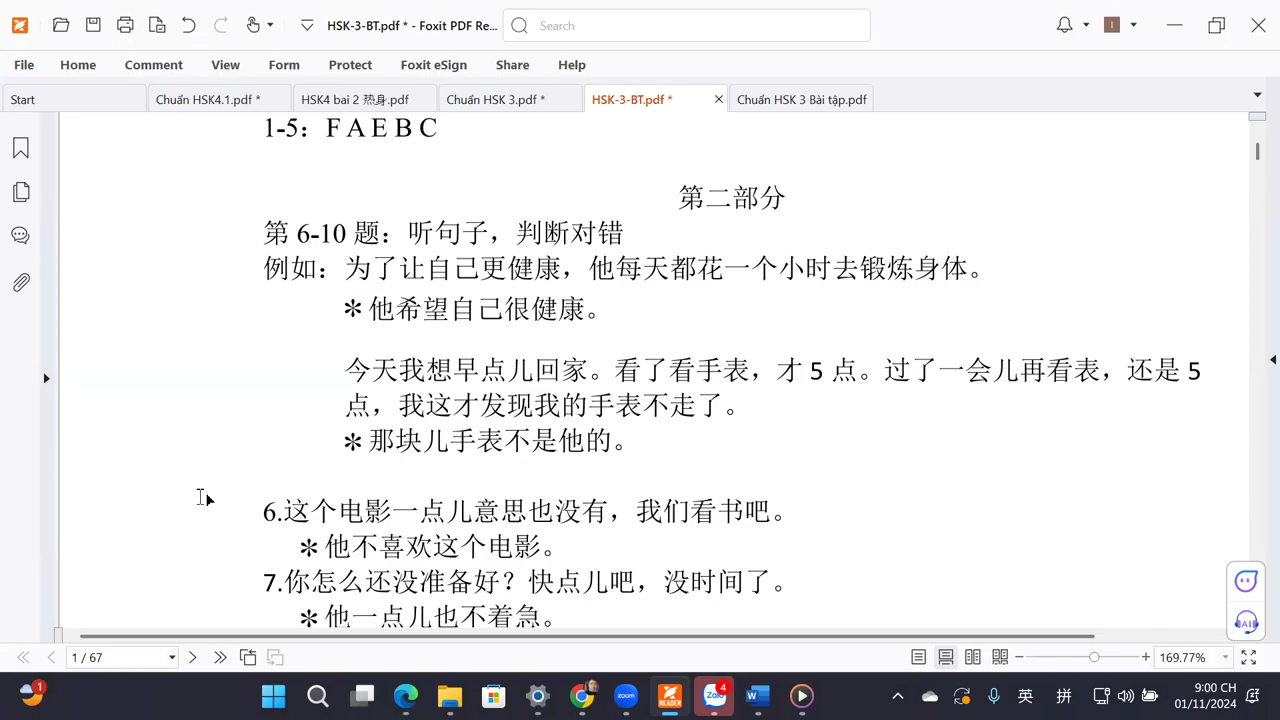 HSK-3-BT.pdf * - Foxit PDF Re...
Search
File Home Comment View Form Protect Foxit eSign Share Help
Start
Chuẩn HSK4.1.pdf *
HSK4 bai 2 热身.pdf
Chuẩn HSK 3.pdf *
HSK-3-BT.pdf *
Chuẩn HSK 3 Bài tập.pdf
1-5：F A E B C
第二部分
第 6-10 题：听句子，判断对错
例如：为了让自己更健康，他每天都花一个小时去锻炼身体。
＊他希望自己很健康。
今天我想早点儿回家。看了看手表，才 5 点。过了一会儿再看表，还是 5
点，我这才发现我的手表不走了。
＊那块儿手表不是他的。
6.这个电影一点儿意思也没有，我们看书吧。
＊他不喜欢这个电影。
7.你怎么还没准备好？快点儿吧，没时间了。
＊他一点儿也不着急。
AI
1 / 67
169.77%
1
READER
Zalo
4
zoom
W
英
拼
9:00 CH
01/11/2024
I